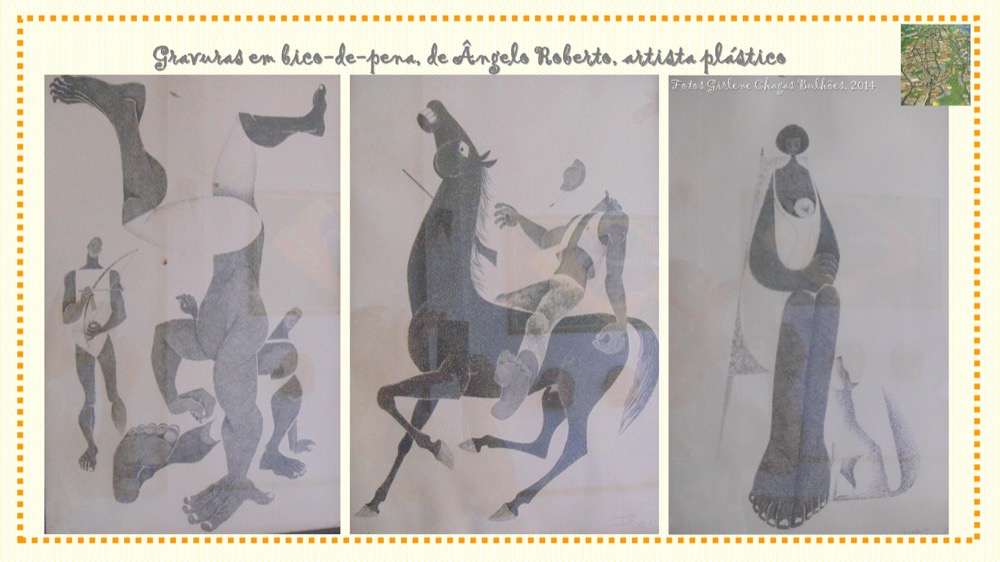 Gravuras em bico-de-pena, de Ângelo Roberto, artista plástico
Fotos Girlene Chagas Bulhões, 2014